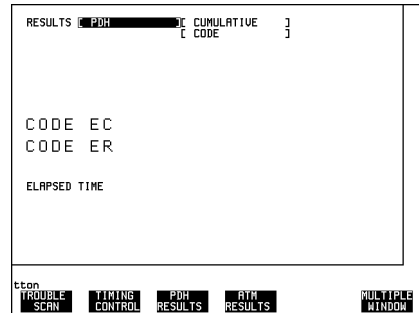 RESULTS [ PDH ][ CUMULATIVE ]
[ CODE ]
CODE EC
CODE ER
ELAPSED TIME
tton
TROUBLE SCAN
TIMING CONTROL
PDH RESULTS
ATM RESULTS
MULTIPLE WINDOW